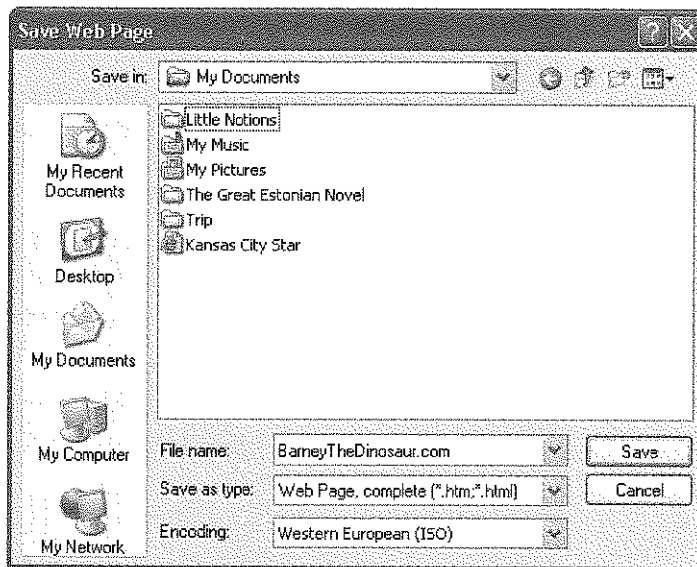 Save Web Page
Save in: My Documents
My Recent
Documents
Desktop
My Documents
My Computer
My Network
Little Notions
My Music
My Pictures
The Great Estonian Novel
Trip
Kansas City Star
File name: BarneyTheDinosaur.com Save
Save as type: Web Page, complete (*.htm;*.html) Cancel
Encoding: Western European (ISO)